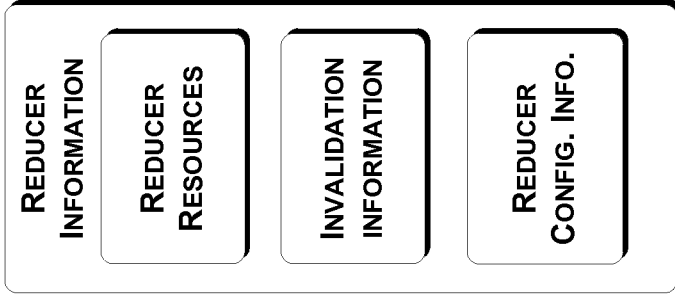 REDUCER
INFORMATION
REDUCER
RESOURCES
INVALIDATION
INFORMATION
REDUCER
CONFIG. INFO.